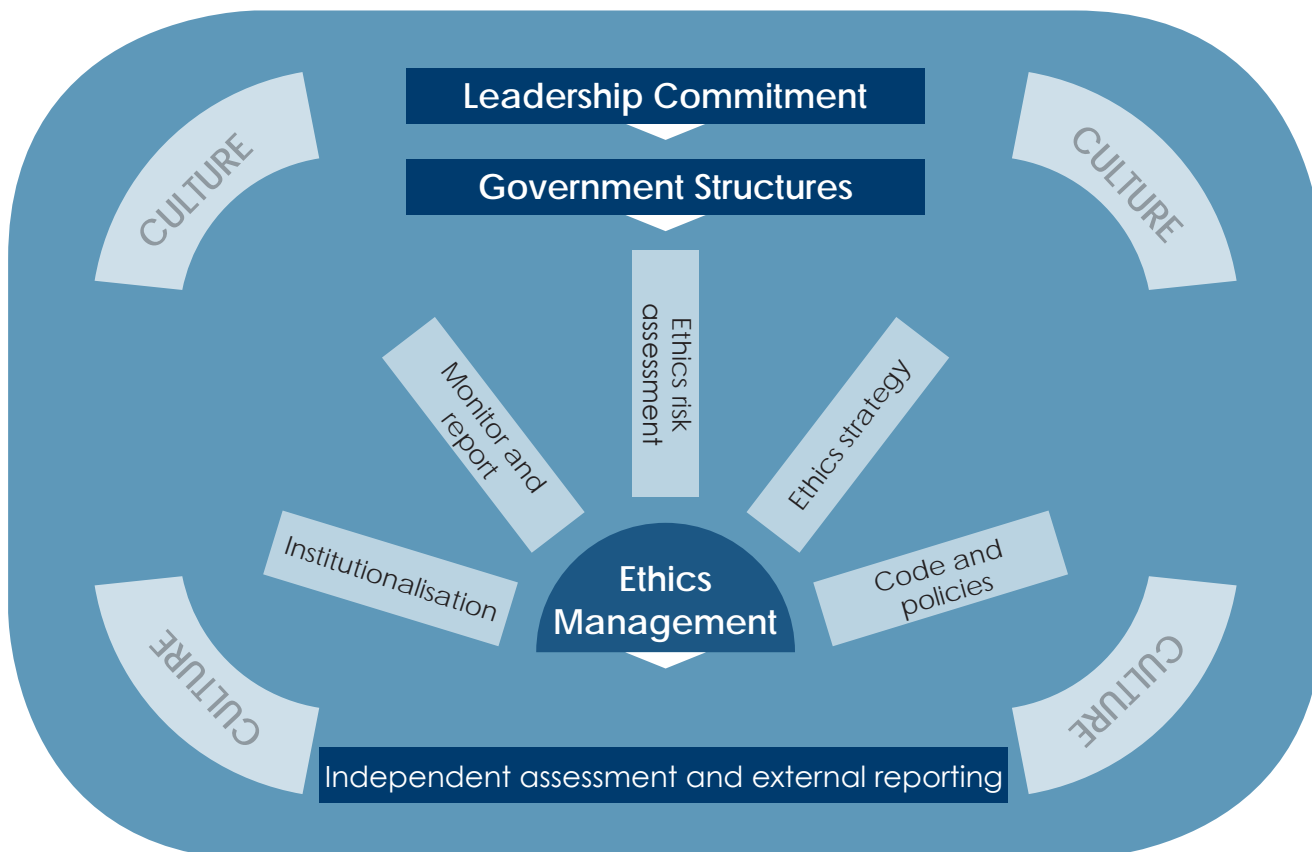 Leadership Commitment
CULTURE
CULTURE
Government Structures
Ethics risk
assessment
Monitor and
report
Ethics strategy
Institutionalisation
Code and
policies
Ethics
Management
CULTURE
CULTURE
Independent assessment and external reporting